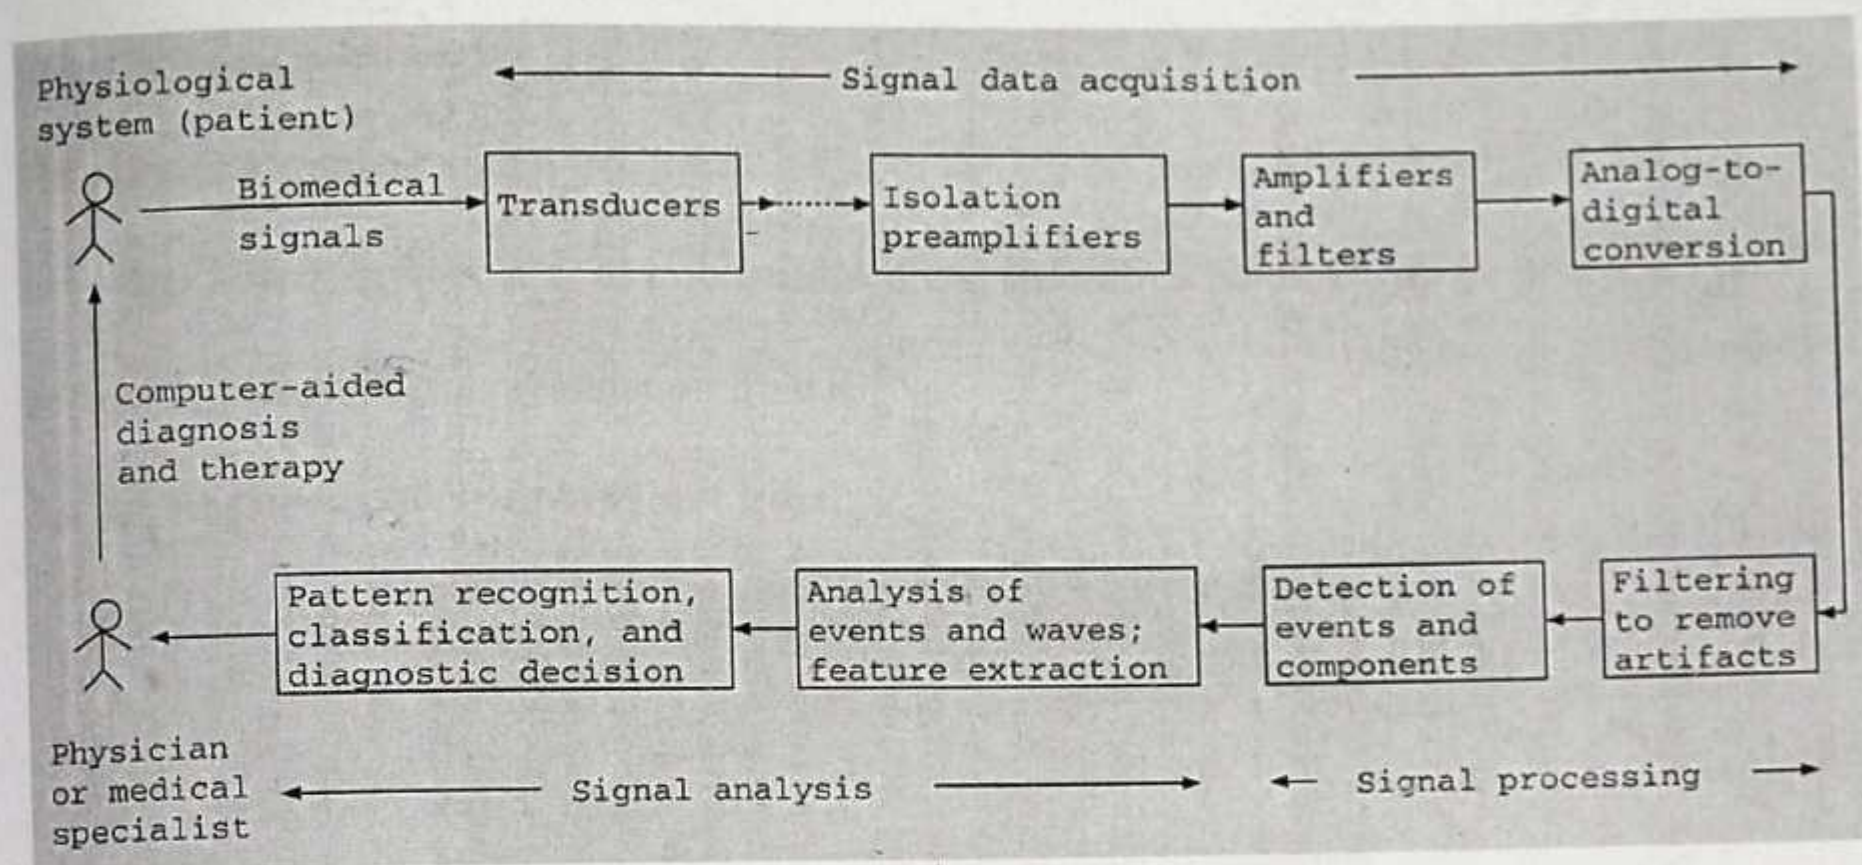 Physiological
system (patient)
Signal data acquisition
Biomedical
signals
Transducers
Isolation
preamplifiers
Amplifiers
and
filters
Analog-to-
digital
conversion
Computer-aided
diagnosis
and therapy
Filtering
to remove
artifacts
Detection of
events and
components
Analysis of
events and waves;
feature extraction
Pattern recognition,
classification, and
diagnostic decision
Physician
or medical
specialist
Signal analysis
Signal processing